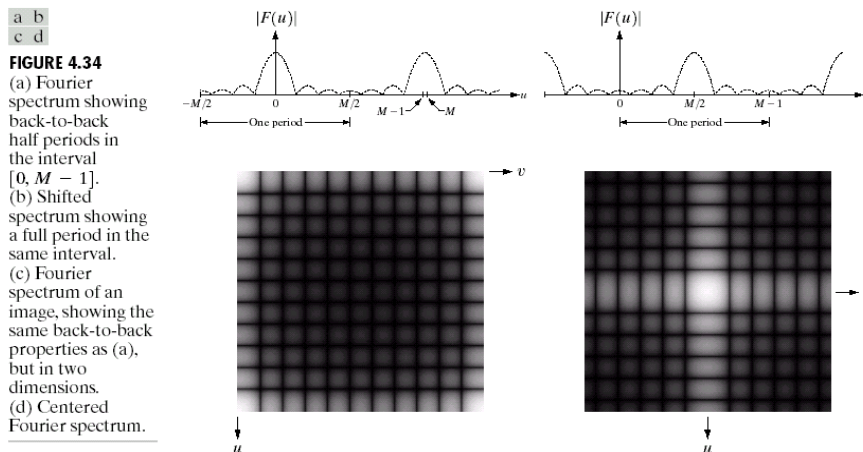 a b
c d
FIGURE 4.34
(a) Fourier
spectrum showing
back-to-back
half periods in
the interval
[0, M − 1].
(b) Shifted
spectrum showing
a full period in the
same interval.
(c) Fourier
spectrum of an
image, showing the
same back-to-back
properties as (a),
but in two
dimensions.
(d) Centered
Fourier spectrum.
|F(u)|
−M/2 0 M/2 M − 1 M u
One period
|F(u)|
0 M/2 M − 1
One period
v
u
u